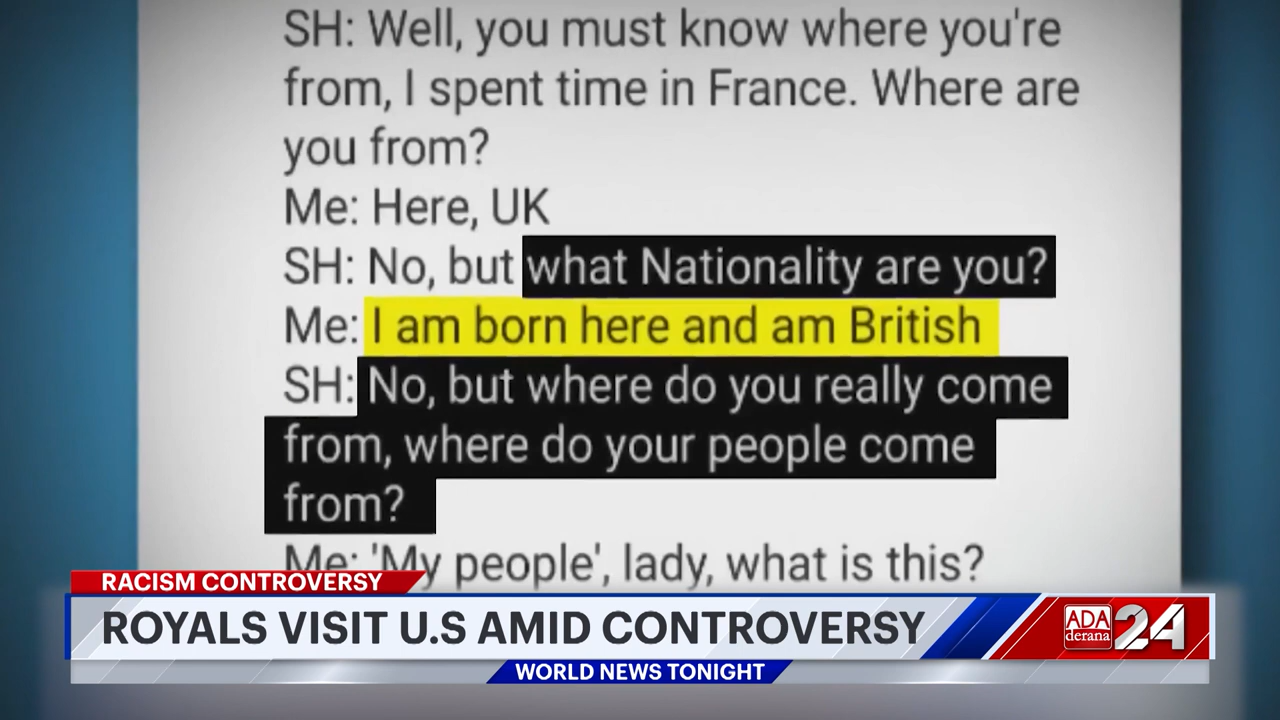 SH: Well, you must know where you're
from, I spent time in France. Where are
you from?
Me: Here, UK
SH: No, but what Nationality are you?
Me: I am born here and am British
SH: No, but where do you really come
from, where do your people come
from?
Me: 'My people', lady, what is this?
RACISM CONTROVERSY
ROYALS VISIT U.S AMID CONTROVERSY
ADA
derana
24
WORLD NEWS TONIGHT